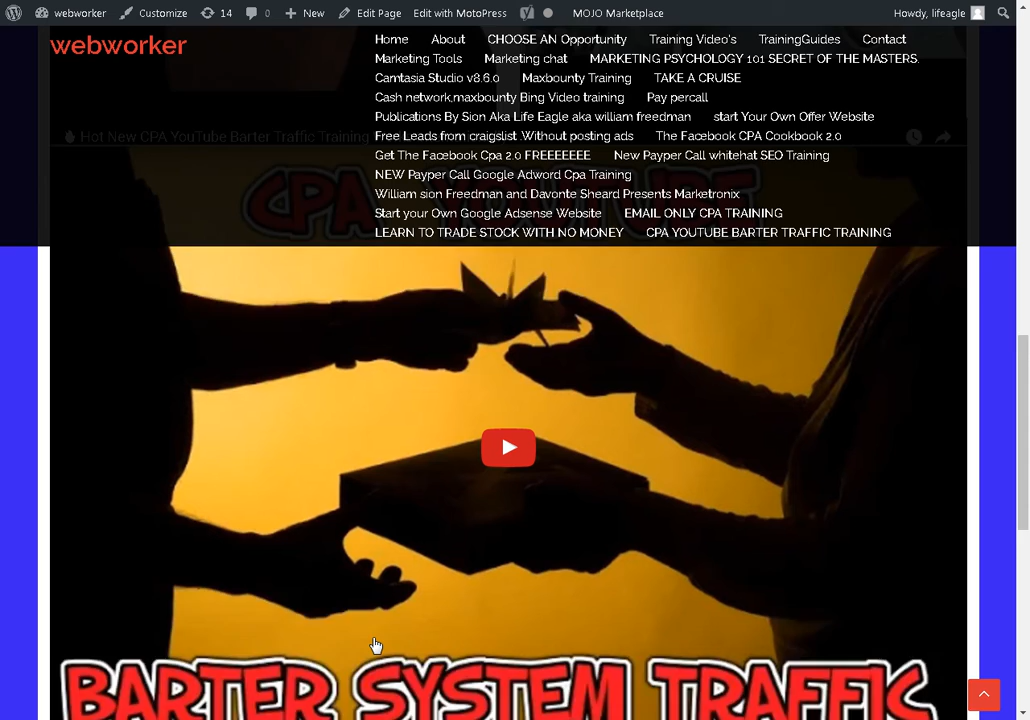 webworker Customize 14 0 New Edit Page Edit with MotoPress MOJO Marketplace Howdy, lifeagle
webworker
Home About CHOOSE AN Opportunity Training Video's TrainingGuides Contact
Marketing Tools Marketing chat MARKETING PSYCHOLOGY 101 SECRET OF THE MASTERS.
Camtasia Studio v8.6.0 Maxbounty Training TAKE A CRUISE
Cash network,maxbounty Bing Video training Pay percall
Publications By Sion Aka Life Eagle aka william freedman start Your Own Offer Website
Free Leads from craigslist .Without posting ads The Facebook CPA Cookbook 2.0
Hot New CPA YouTube Barter Traffic Training
Get The Facebook Cpa 2.0 FREEEEEE New Payper Call whitehat SEO Training
NEW Payper Call Google Adword Cpa Training
William sion Freedman and Davonte Sheard Presents Marketronix
CPA YOUTUBE
Start your Own Google Adsense Website EMAIL ONLY CPA TRAINING
LEARN TO TRADE STOCK WITH NO MONEY CPA YOUTUBE BARTER TRAFFIC TRAINING
BARTER SYSTEM TRAFFIC